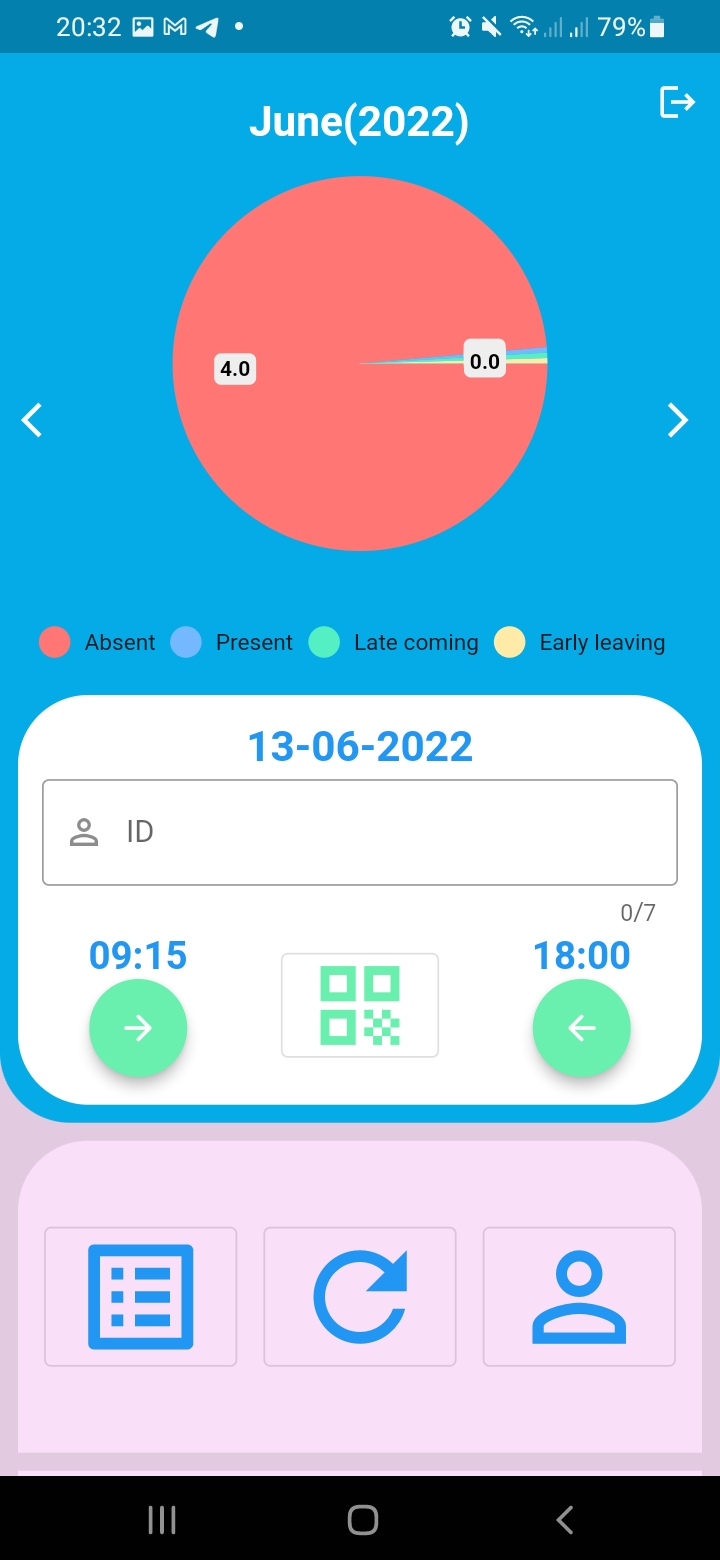 20:32 79%
June(2022)
4.0 0.0
Absent Present Late coming Early leaving
13-06-2022
ID
0/7
09:15 18:00